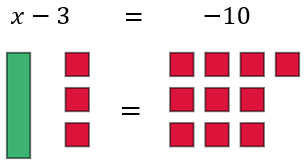 x − 3 = −10
=